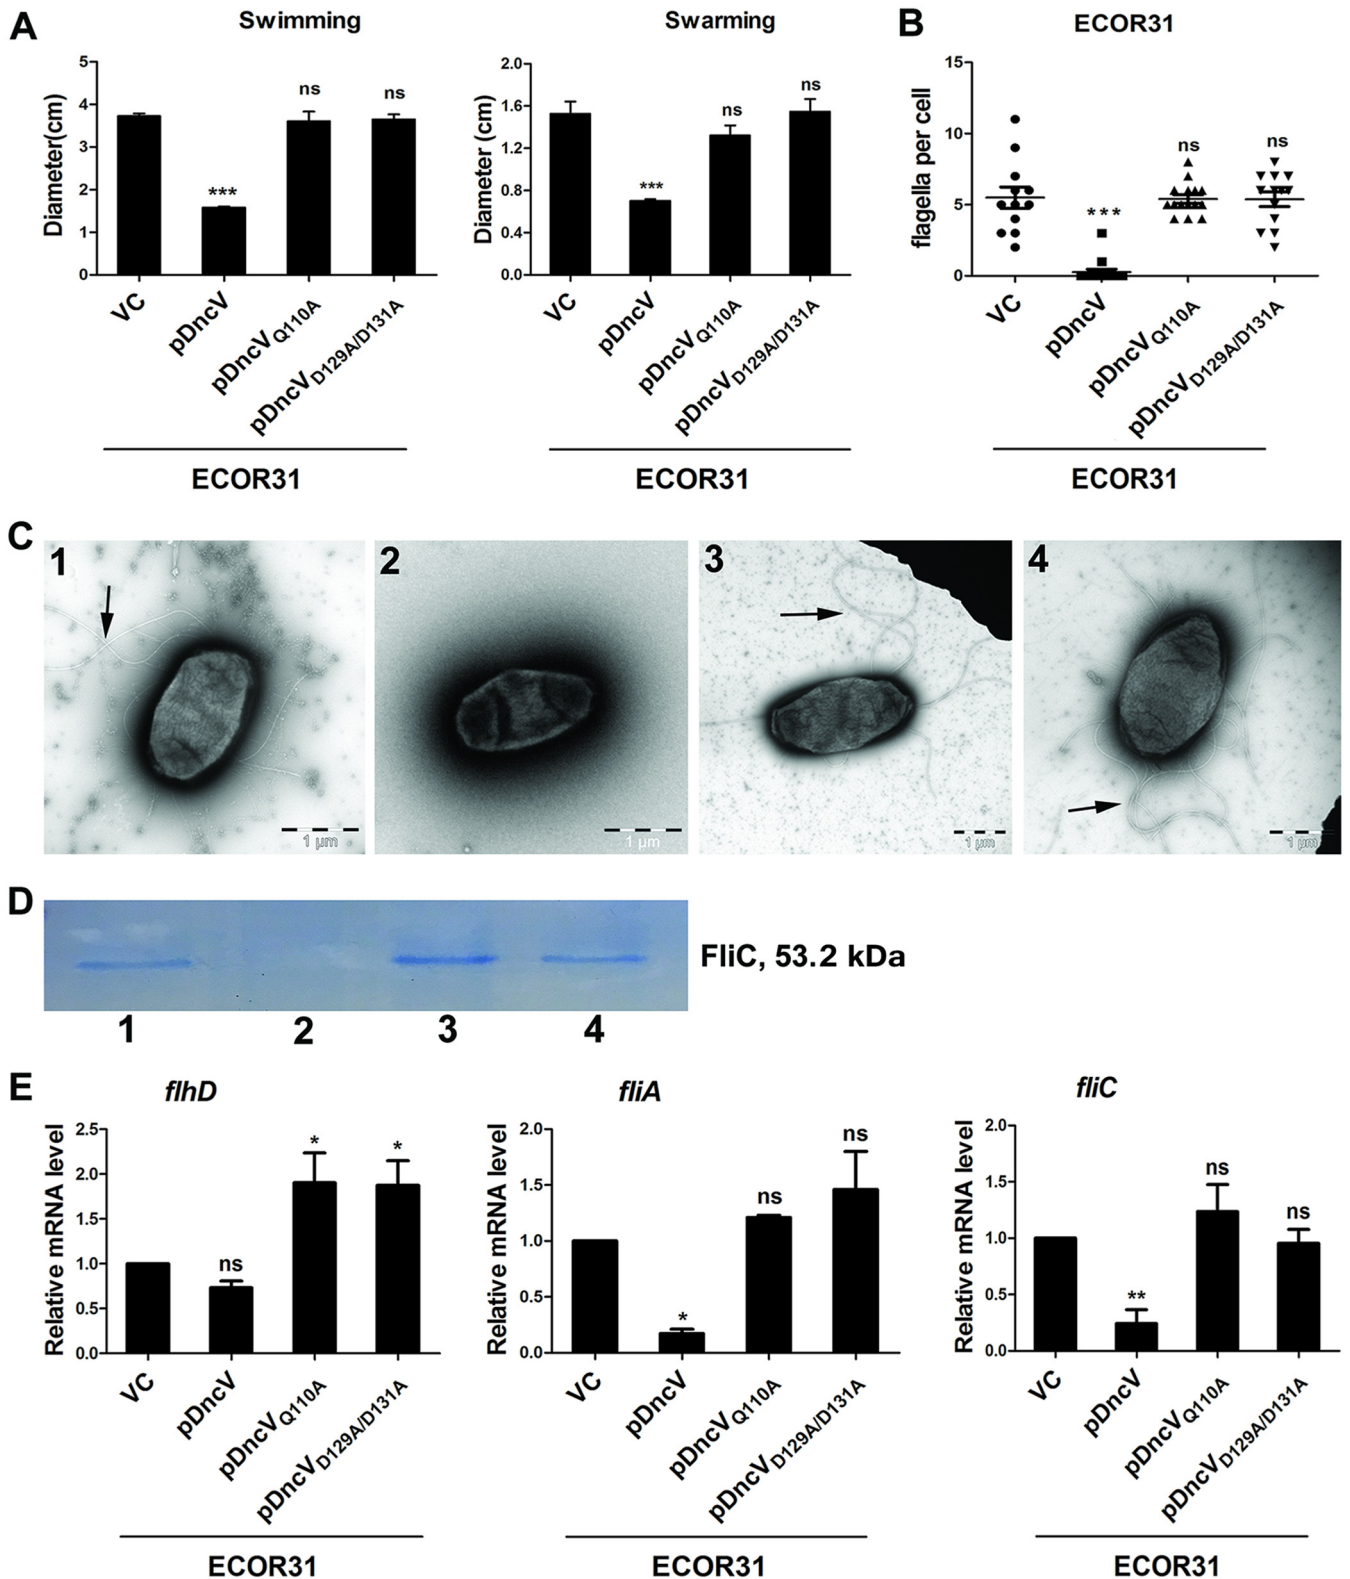 A
Swimming
Swarming
B
ECOR31
Diameter(cm)
5
4
3
2
1
0
***
ns
ns
VC
pDncV
pDncVQ110A
pDncVD129A/D131A
ECOR31
Diameter (cm)
2.0
1.6
1.2
0.8
0.4
0.0
***
ns
ns
VC
pDncV
pDncVQ110A
pDncVD129A/D131A
ECOR31
flagella per cell
15
10
5
0
***
ns
ns
VC
pDncV
pDncVQ110A
pDncVD129A/D131A
ECOR31
C
1
1 µm
2
1 µm
3
1 µm
4
1 µm
D
FliC, 53.2 kDa
1 2 3 4
E
flhD
Relative mRNA level
2.5
2.0
1.5
1.0
0.5
0.0
ns
*
*
VC
pDncV
pDncVQ110A
pDncVD129A/D131A
ECOR31
fliA
Relative mRNA level
2.0
1.5
1.0
0.5
0.0
*
ns
ns
VC
pDncV
pDncVQ110A
pDncVD129A/D131A
ECOR31
fliC
Relative mRNA level
2.0
1.5
1.0
0.5
0.0
**
ns
ns
VC
pDncV
pDncVQ110A
pDncVD129A/D131A
ECOR31